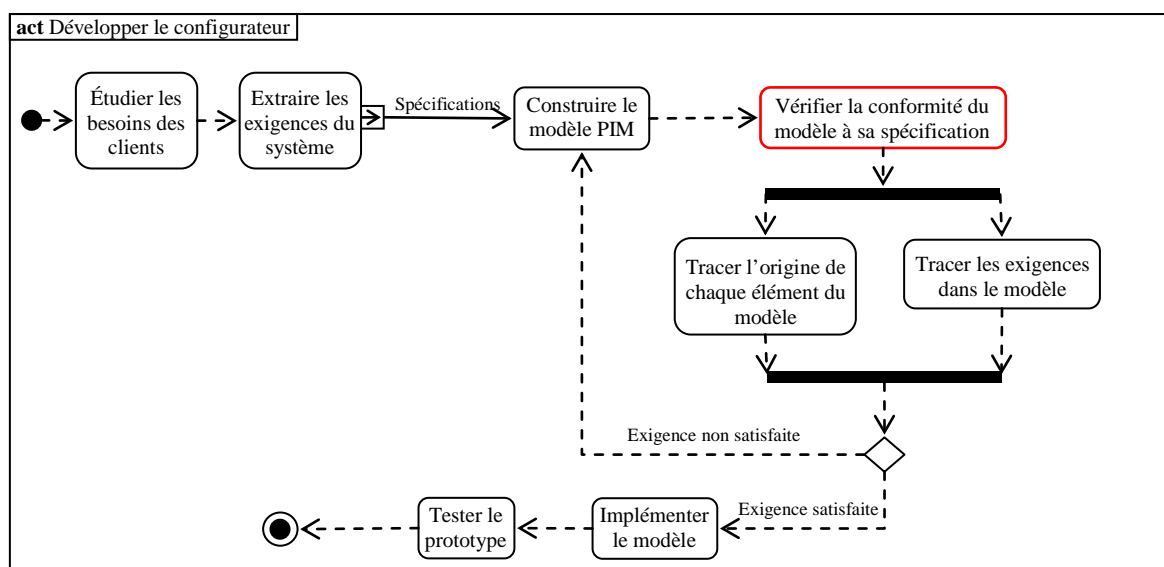 act Développer le configurateur
Étudier les
besoins des
clients
Extraire les
exigences du
système
Spécifications
Construire le
modèle PIM
Vérifier la conformité du
modèle à sa spécification
Tracer l’origine de
chaque élément du
modèle
Tracer les exigences
dans le modèle
Exigence non satisfaite
Exigence satisfaite
Implémenter
le modèle
Tester le
prototype